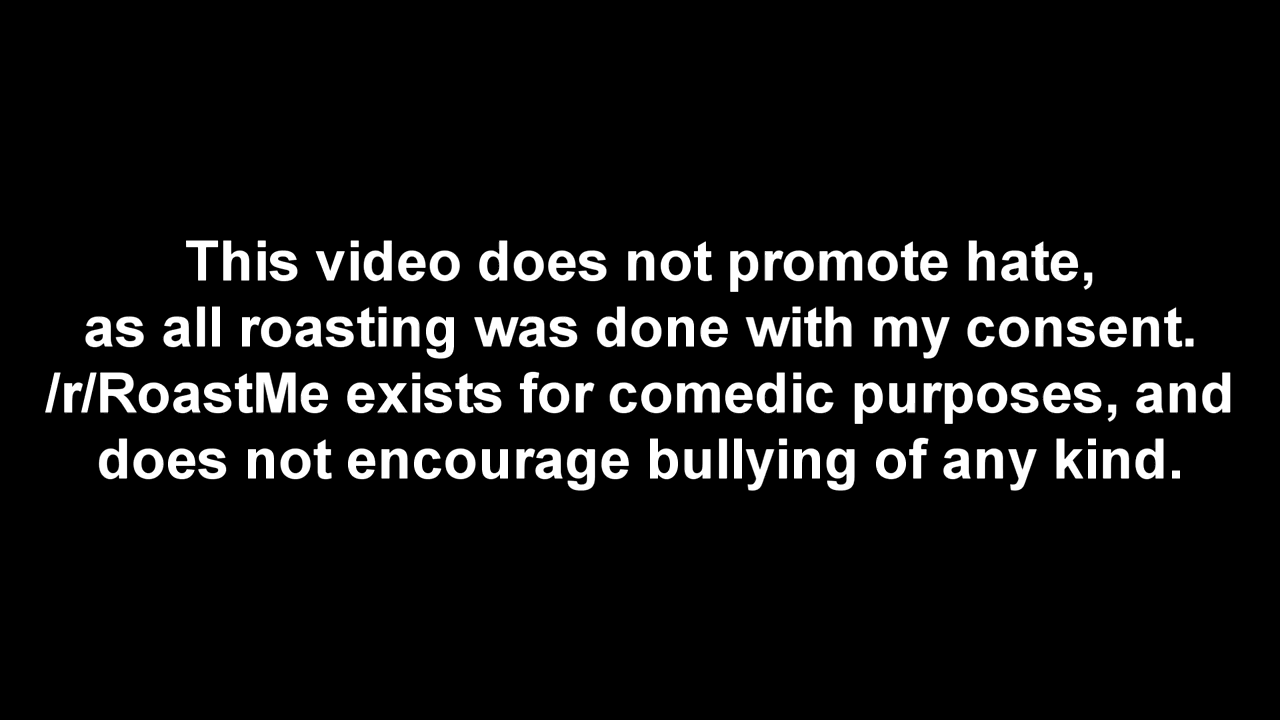 This video does not promote hate,
as all roasting was done with my consent.
/r/RoastMe exists for comedic purposes, and
does not encourage bullying of any kind.